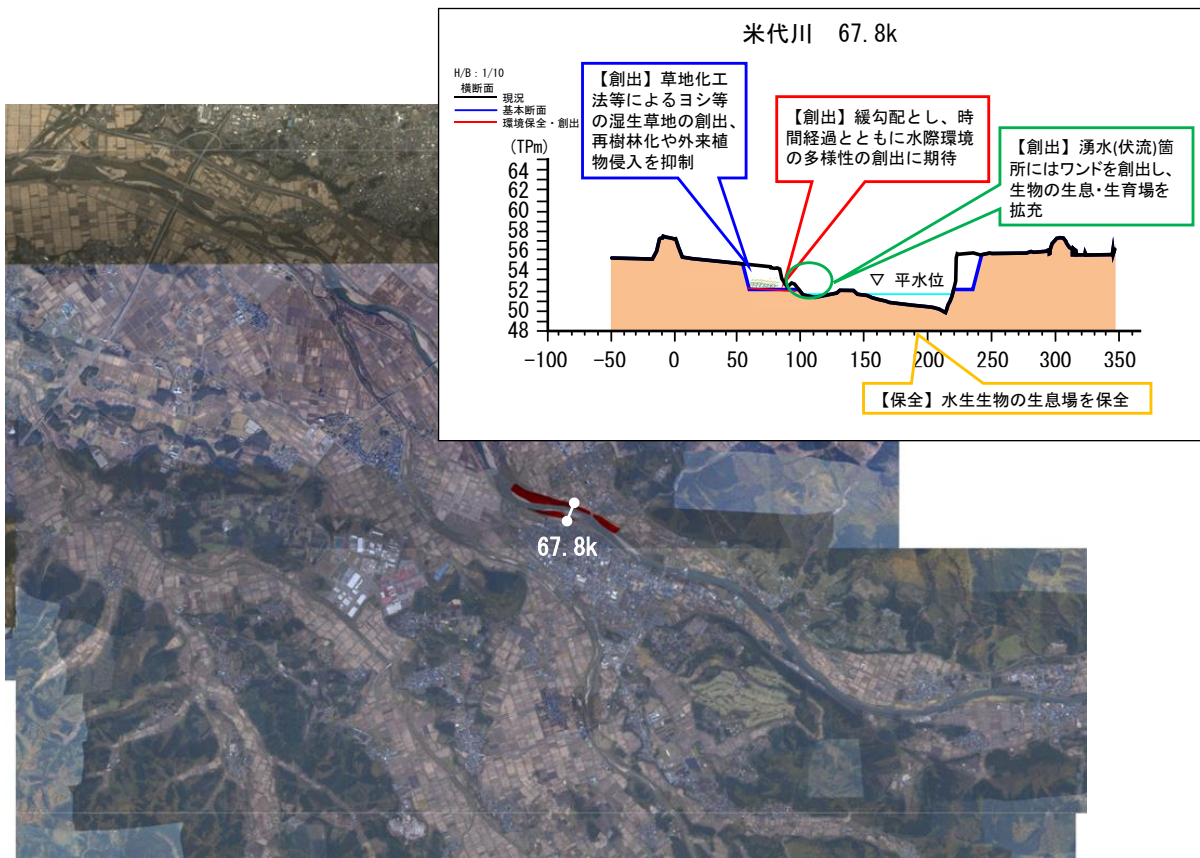 米代川 67.8k
H/B：1/10
横断面
現況
基本断面
環境保全・創出
(TPm)
【創出】草地化工
法等によるヨシ等
の湿生草地の創出、
再樹林化や外来植
物侵入を抑制
【創出】緩勾配とし、時
間経過とともに水際環境
の多様性の創出に期待
【創出】湧水(伏流)箇
所にはワンドを創出し、
生物の生息・生育場を
拡充
64
62
60
58
56
54
52
50
48
▽ 平水位
-100 -50 0 50 100 150 200 250 300 350
【保全】水生生物の生息場を保全
67.8k